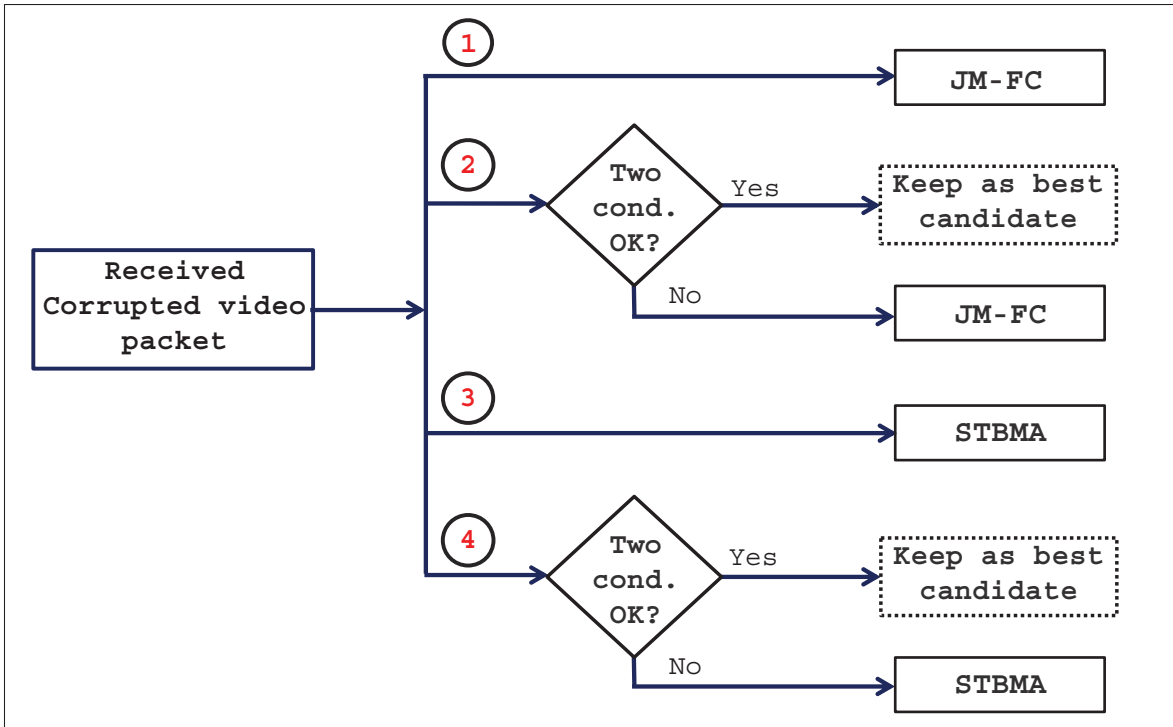 1
JM-FC
2
Two
cond.
OK?
Yes
Keep as best
candidate
No
JM-FC
Received
Corrupted video
packet
3
STBMA
4
Two
cond.
OK?
Yes
Keep as best
candidate
No
STBMA